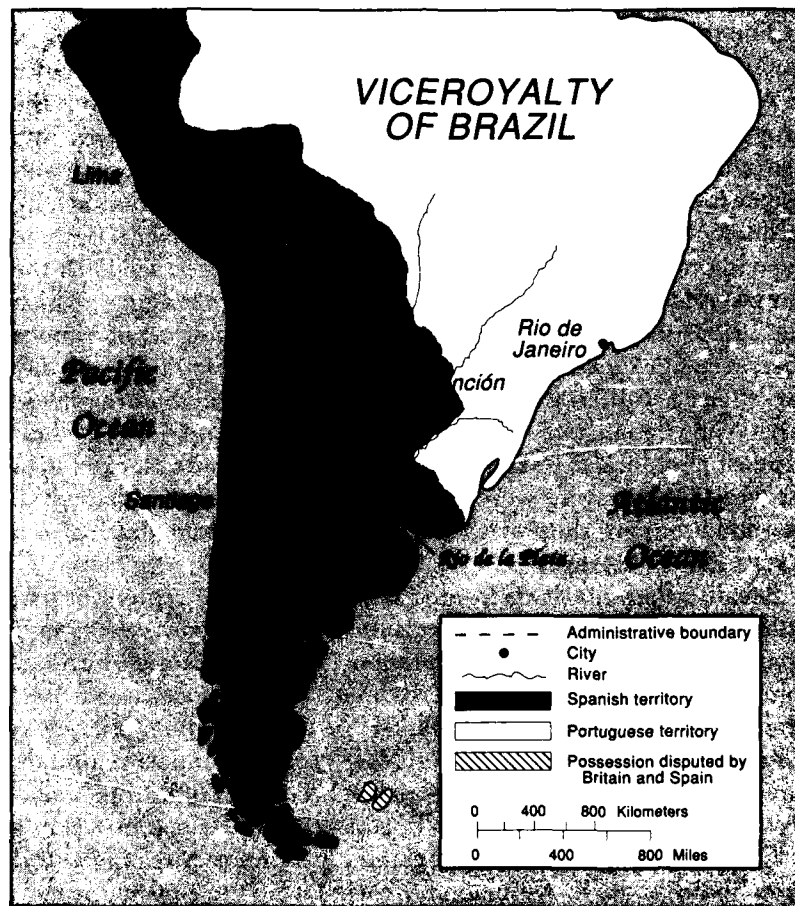 VICEROYALTY
OF BRAZIL
Lima
Rio de
Janeiro
Pacific
Ocean
nción
Santiago
Atlantic
Ocean
Río de la Plata
Administrative boundary
City
River
Spanish territory
Portuguese territory
Possession disputed by
Britain and Spain
0 400 800 Kilometers
0 400 800 Miles